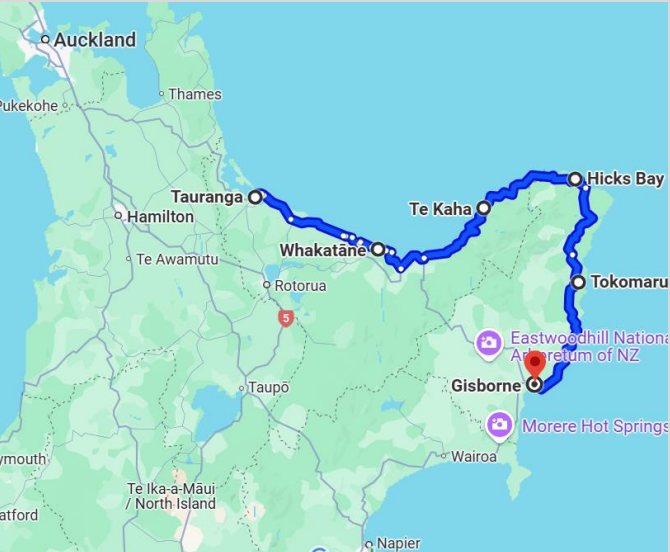 Auckland
Thames
Pukekohe
Tauranga
Hicks Bay
Te Kaha
Hamilton
Whakatāne
Te Awamutu
Rotorua
Tokomaru
5
Eastwoodhill Nationa
Arboretum of NZ
Gisborne
Taupō
Morere Hot Springs
Wairoa
ymouth
Te Ika-a-Māui
/ North Island
atford
Napier